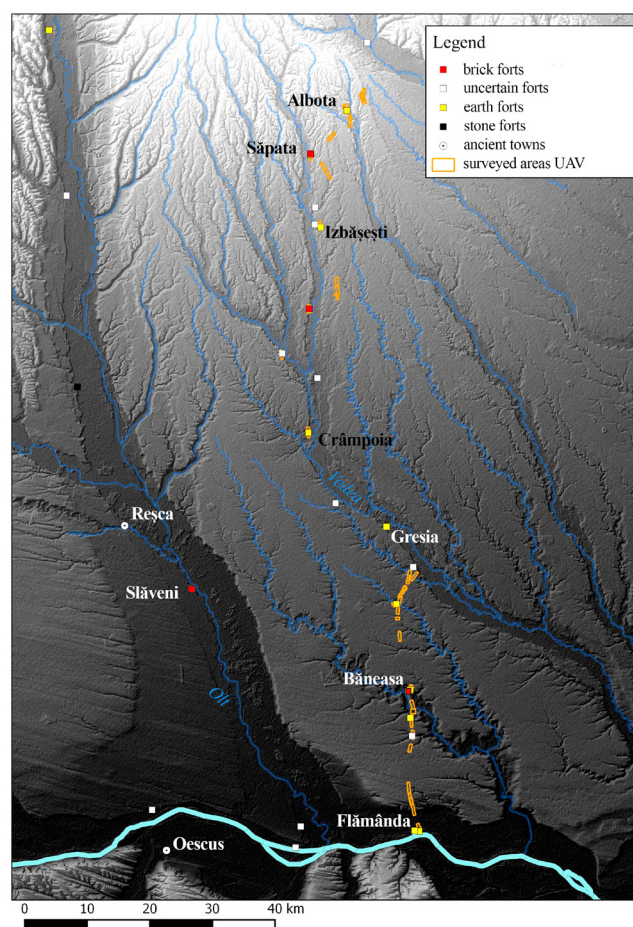 Legend
brick forts
uncertain forts
earth forts
stone forts
ancient towns
surveyed areas UAV
Albota
Săpata
Izbășești
Crâmpoia
Vedea
Reșca
Gresia
Slăveni
Băneasa
Olt
Flămânda
Oescus
0 10 20 30 40 km